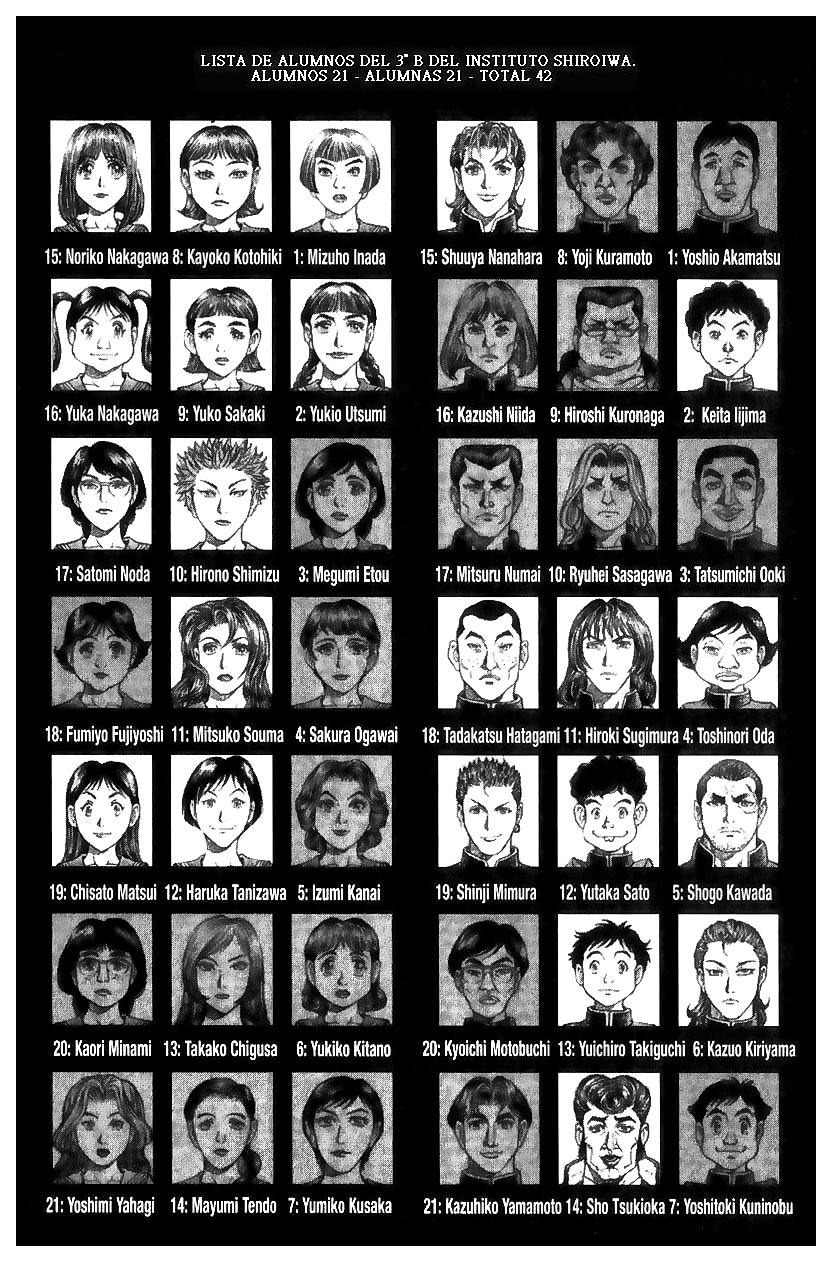 LISTA DE ALUMNOS DEL 3º B DEL INSTITUTO SHIROIWA.
ALUMNOS 21 - ALUMNAS 21 - TOTAL 42
15: Noriko Nakagawa 8: Kayoko Kotohiki 1: Mizuho Inada 15: Shuuya Nanahara 8: Yoji Kuramoto 1: Yoshio Akamatsu
16: Yuka Nakagawa 9: Yuko Sakaki 2: Yukio Utsumi 16: Kazushi Niida 9: Hiroshi Kuronaga 2: Keita Iijima
17: Satomi Noda 10: Hirono Shimizu 3: Megumi Etou 17: Mitsuru Numai 10: Ryuhei Sasagawa 3: Tatsumichi Ooki
18: Fumiyo Fujiyoshi 11: Mitsuko Souma 4: Sakura Ogawai 18: Tadakatsu Hatagami 11: Hiroki Sugimura 4: Toshinori Oda
19: Chisato Matsui 12: Haruka Tanizawa 5: Izumi Kanai 19: Shinji Mimura 12: Yutaka Sato 5: Shogo Kawada
20: Kaori Minami 13: Takako Chigusa 6: Yukiko Kitano 20: Kyoichi Motobuchi 13: Yuichiro Takiguchi 6: Kazuo Kiriyama
21: Yoshimi Yahagi 14: Mayumi Tendo 7: Yumiko Kusaka 21: Kazuhiko Yamamoto 14: Sho Tsukioka 7: Yoshitoki Kuninobu